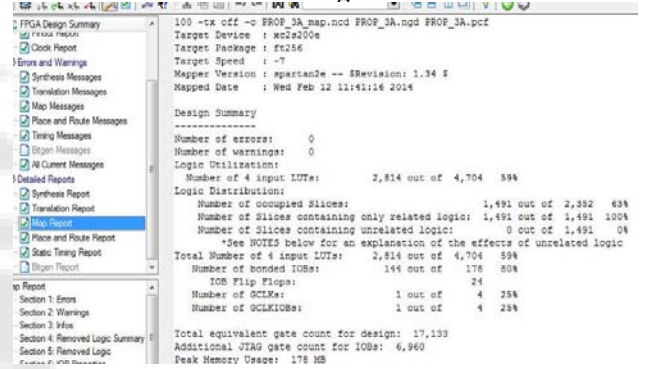 FPGA Design Summary
Pinout Report
Clock Report
Errors and Warnings
Synthesis Messages
Translation Messages
Map Messages
Place and Route Messages
Timing Messages
Bitgen Messages
All Current Messages
Detailed Reports
Synthesis Report
Translation Report
Map Report
Place and Route Report
Static Timing Report
Bitgen Report
Report
Section 1: Errors
Section 2: Warnings
Section 3: Infos
Section 4: Removed Logic Summary
Section 5: Removed Logic
Section 6: IOB Properties
100 -tx off -o PROP_3A_map.ncd PROP_3A.ngd PROP_3A.pcf
Target Device : xc2s200e
Target Package : ft256
Target Speed : -7
Mapper Version : spartan2e -- $Revision: 1.34 $
Mapped Date : Wed Feb 12 11:41:16 2014
Design Summary
--------------
Number of errors: 0
Number of warnings: 0
Logic Utilization:
Number of 4 input LUTs: 2,814 out of 4,704 59%
Logic Distribution:
Number of occupied Slices: 1,491 out of 2,352 63%
Number of Slices containing only related logic: 1,491 out of 1,491 100%
Number of Slices containing unrelated logic: 0 out of 1,491 0%
*See NOTES below for an explanation of the effects of unrelated logic
Total Number of 4 input LUTs: 2,814 out of 4,704 59%
Number of bonded IOBs: 144 out of 178 80%
IOB Flip Flops: 24
Number of GCLKs: 1 out of 4 25%
Number of GCLKIOBs: 1 out of 4 25%
Total equivalent gate count for design: 17,133
Additional JTAG gate count for IOBs: 6,960
Peak Memory Usage: 178 MB